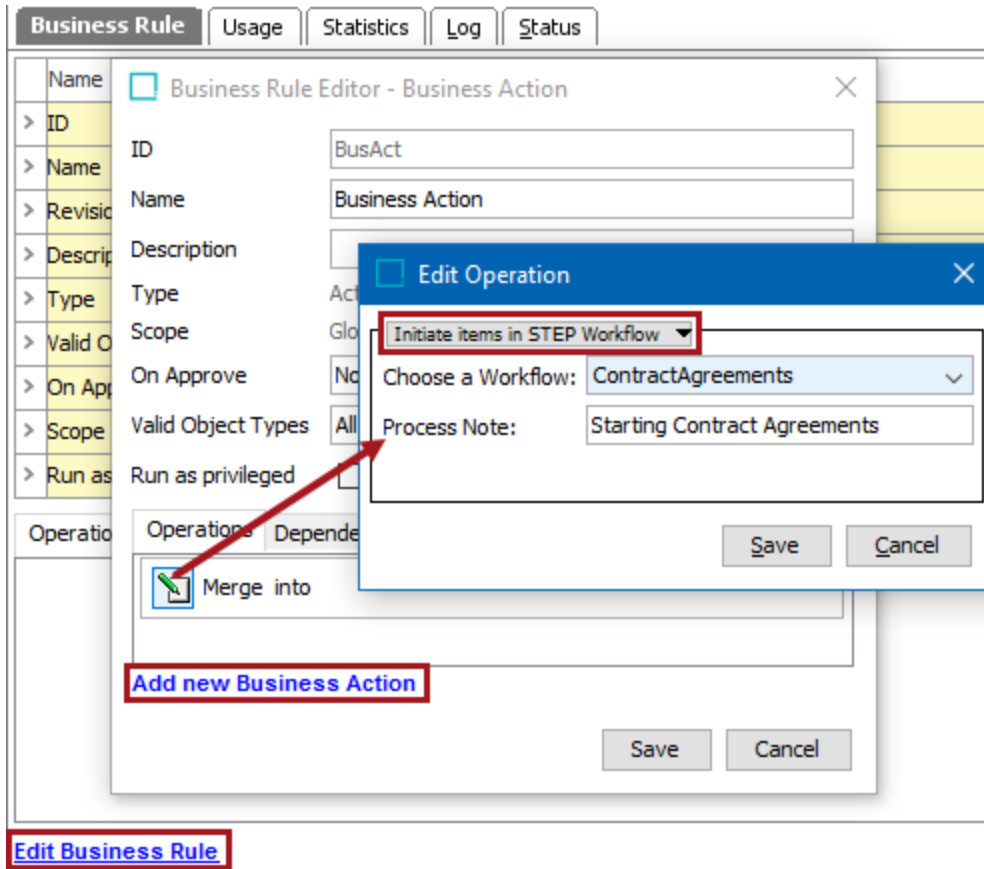 Business Rule Usage Statistics Log Status
Name
> ID
> Name
> Revisio
> Descrip
> Type
> Valid O
> On App
> Scope
> Run as
Operatio
Business Rule Editor - Business Action
ID BusAct
Name Business Action
Description
Type Act
Scope Glo
On Approve No
Valid Object Types All
Run as privileged
Operations Depende
Merge into
Add new Business Action
Save Cancel
Edit Operation
Initiate items in STEP Workflow
Choose a Workflow: ContractAgreements
Process Note: Starting Contract Agreements
Save Cancel
Edit Business Rule